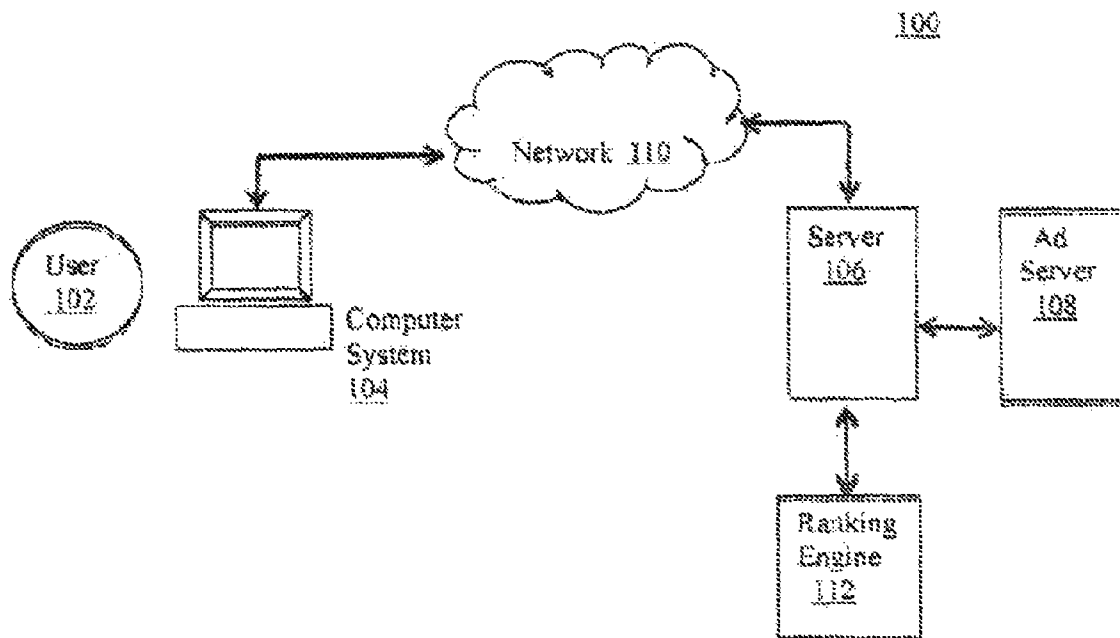 100
Network 110
User
102
Computer
System
104
Server
106
Ad
Server
108
Ranking
Engine
112